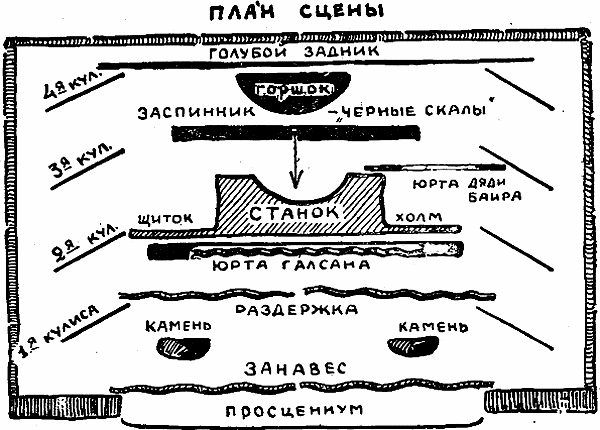 ПЛАН СЦЕНЫ
ГОЛУБОЙ ЗАДНИК
4я КУЛ.
ГОРШОК
ЗАСПИННИК — „ЧЕРНЫЕ СКАЛЫ"
3я КУЛ.
ЮРТА ДЯДИ
БАИРА
ЩИТОК
СТАНОК
ХОЛМ
2я КУЛ.
ЮРТА ГАЛСАНА
РАЗДЕРЖКА
1я КУЛИСА
КАМЕНЬ
КАМЕНЬ
ЗАНАВЕС
ПРОСЦЕНИУМ